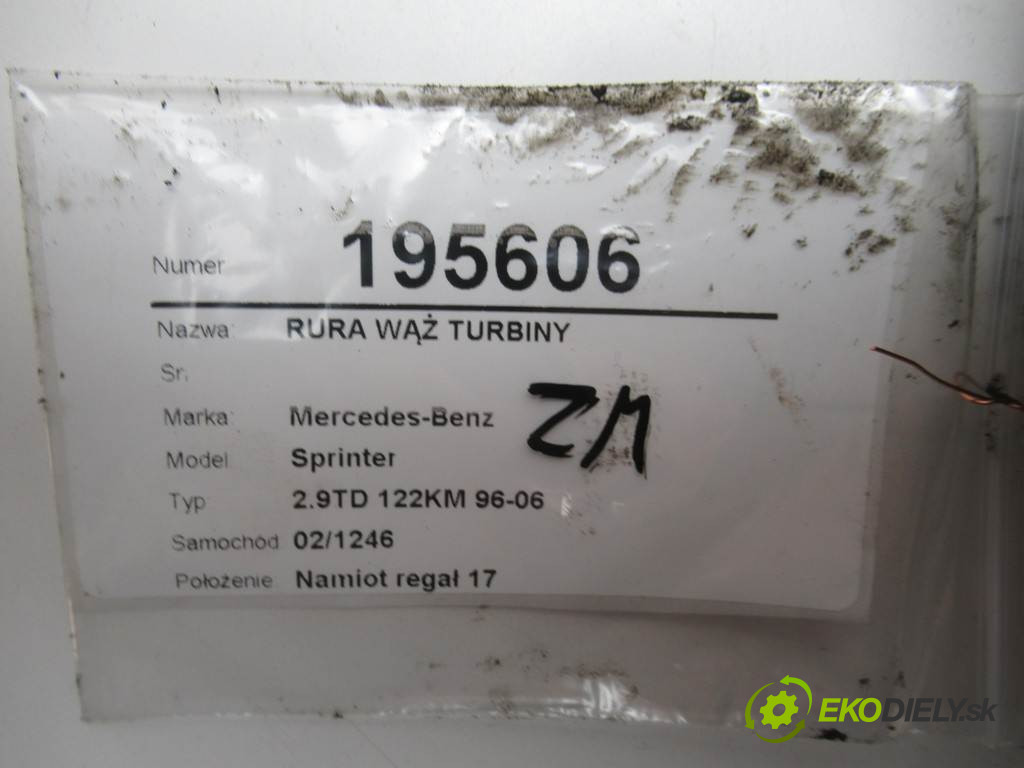 Numer 195606
Nazwa: RURA WĄŻ TURBINY
Sr:
Marka: Mercedes-Benz
ZM
Model Sprinter
Typ 2.9TD 122KM 96-06
Samochód 02/1246
Położenie Namiot regał 17
EKODIELY.sk